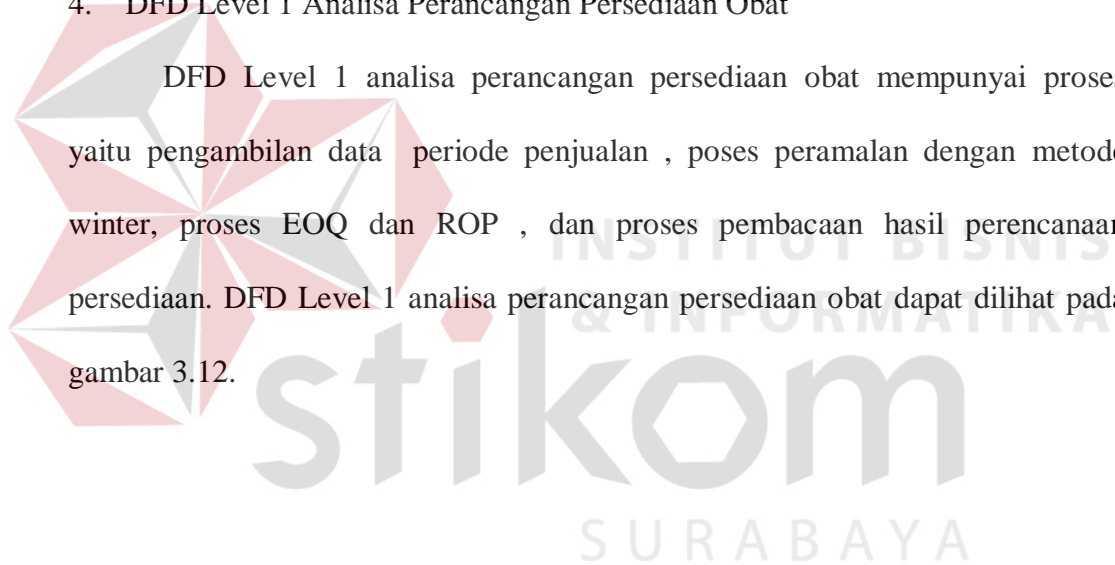 4. DFD Level 1 Analisa Perancangan Persediaan Obat
DFD Level 1 analisa perancangan persediaan obat mempunyai proses
yaitu pengambilan data periode penjualan , poses peramalan dengan metode
winter, proses EOQ dan ROP , dan proses pembacaan hasil perencanaan
persediaan. DFD Level 1 analisa perancangan persediaan obat dapat dilihat pada
gambar 3.12.
INSTITUT BISNIS
& INFORMATIKA
stikom
SURABAYA